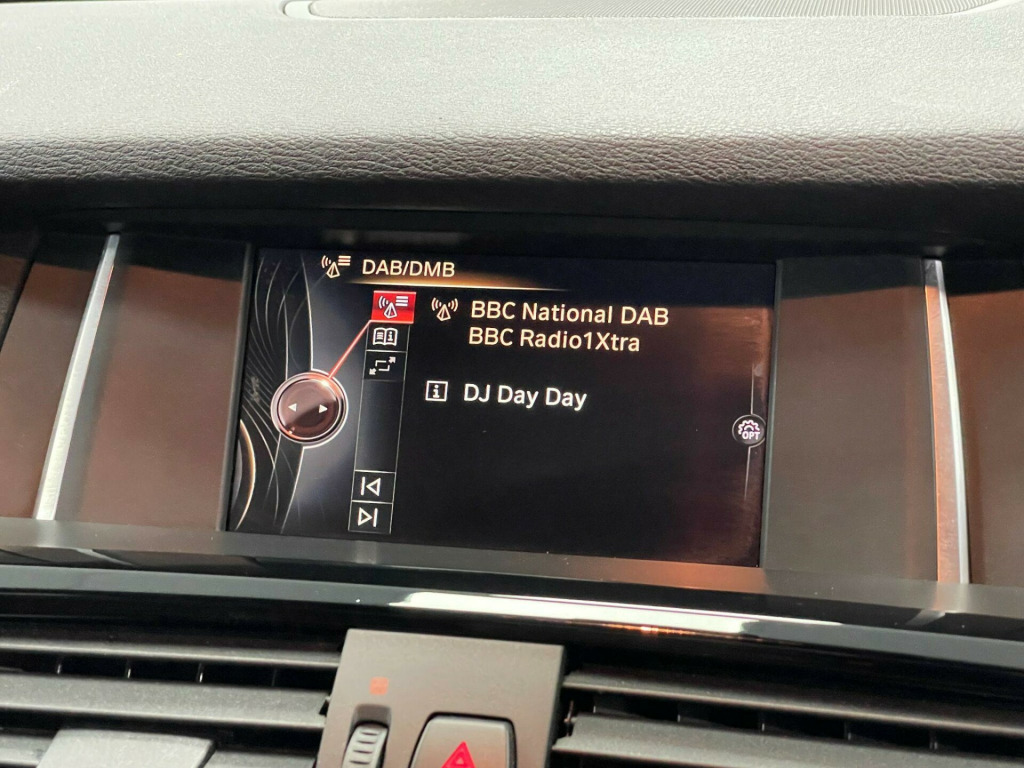 DAB/DMB
BBC National DAB
BBC Radio1Xtra
DJ Day Day
OPT